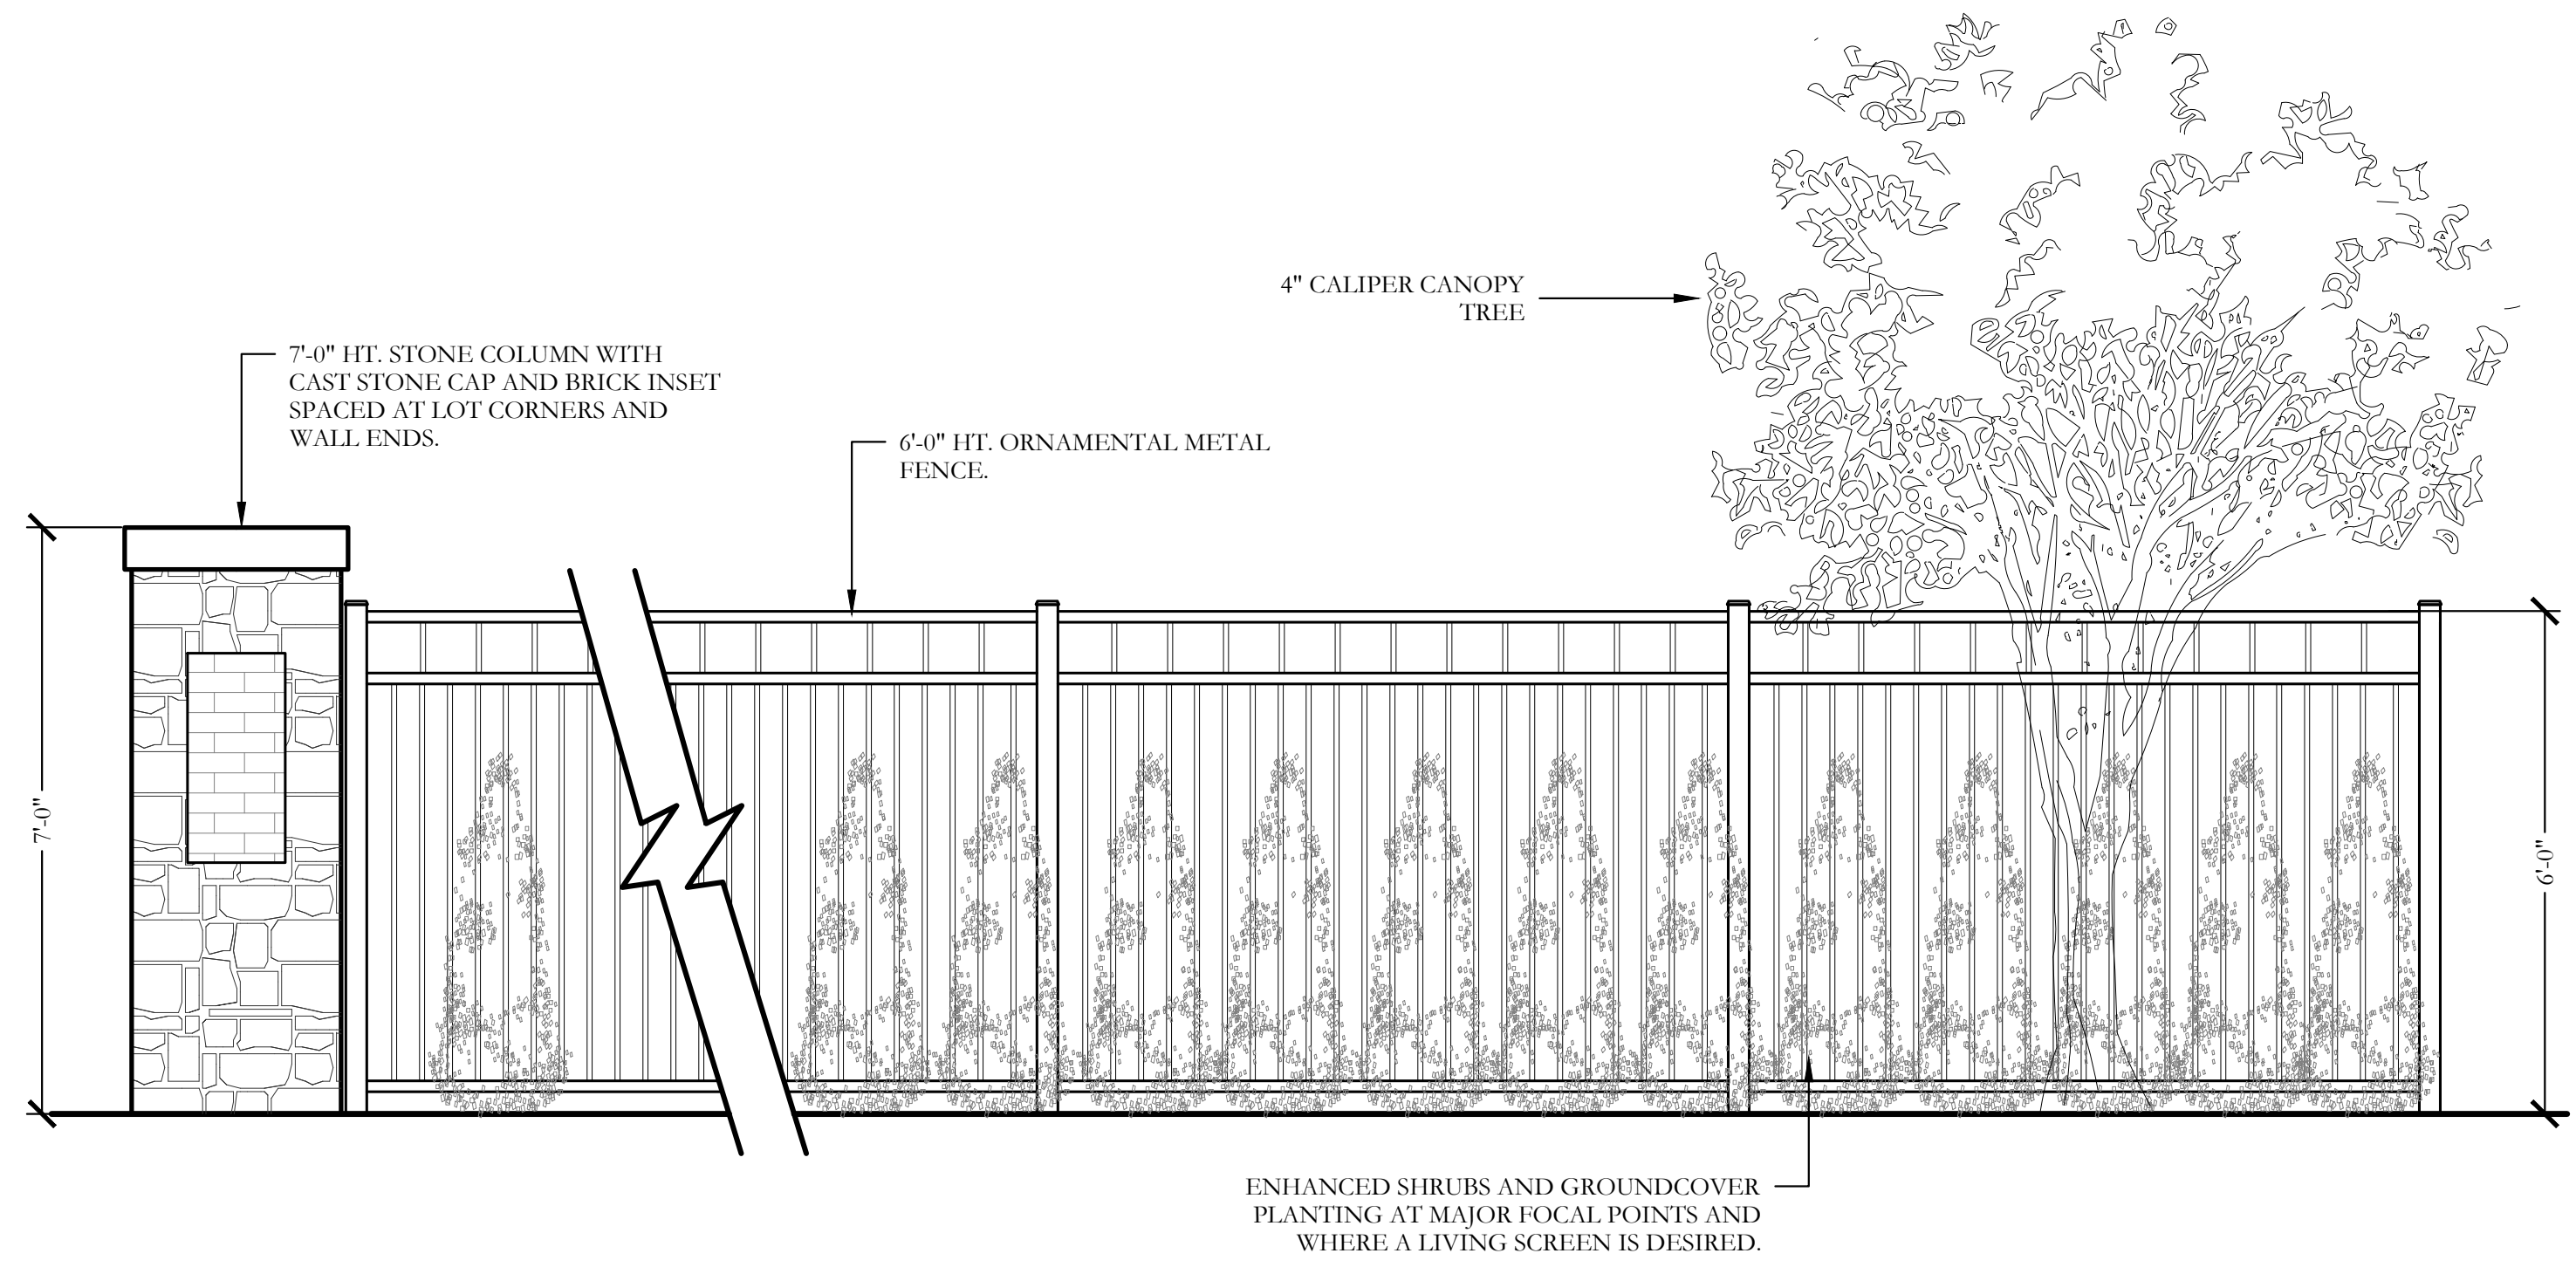 4" CALIPER CANOPY
TREE
7'-0" HT. STONE COLUMN WITH
CAST STONE CAP AND BRICK INSET
SPACED AT LOT CORNERS AND
WALL ENDS.
6'-0" HT. ORNAMENTAL METAL
FENCE.
7'-0"
6'-0"
ENHANCED SHRUBS AND GROUNDCOVER
PLANTING AT MAJOR FOCAL POINTS AND
WHERE A LIVING SCREEN IS DESIRED.